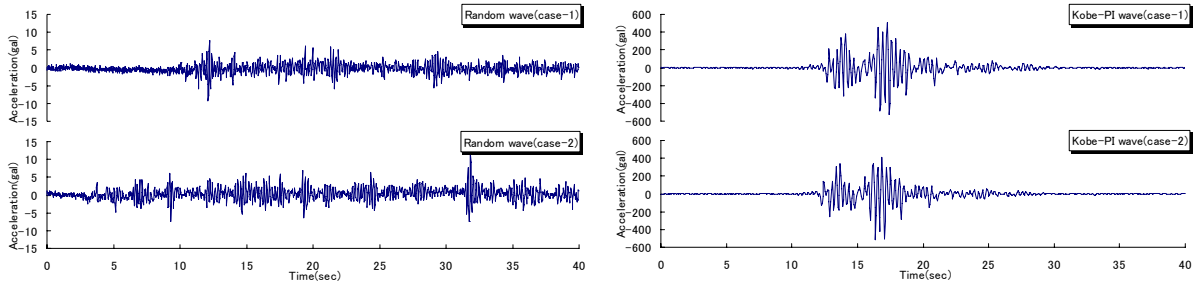 Random wave(case-1)
Acceleration(gal)
15
10
5
0
-5
-10
-15
Random wave(case-2)
Acceleration(gal)
15
10
5
0
-5
-10
-15
0 5 10 15 20 25 30 35 40
Time(sec)
Kobe-PI wave(case-1)
Acceleration(gal)
600
400
200
0
-200
-400
-600
Kobe-PI wave(case-2)
Acceleration(gal)
600
400
200
0
-200
-400
-600
0 5 10 15 20 25 30 35 40
Time(sec)